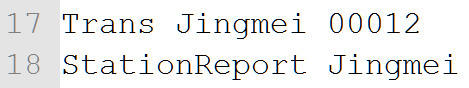 17 Trans Jingmei 00012
18 StationReport Jingmei